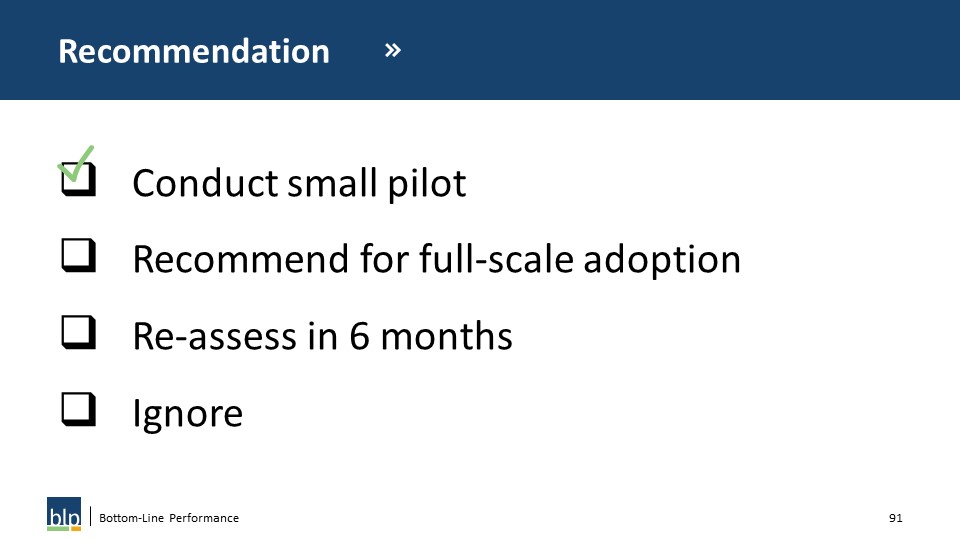 Recommendation »
Conduct small pilot
Recommend for full-scale adoption
Re-assess in 6 months
Ignore
blp Bottom-Line Performance 91